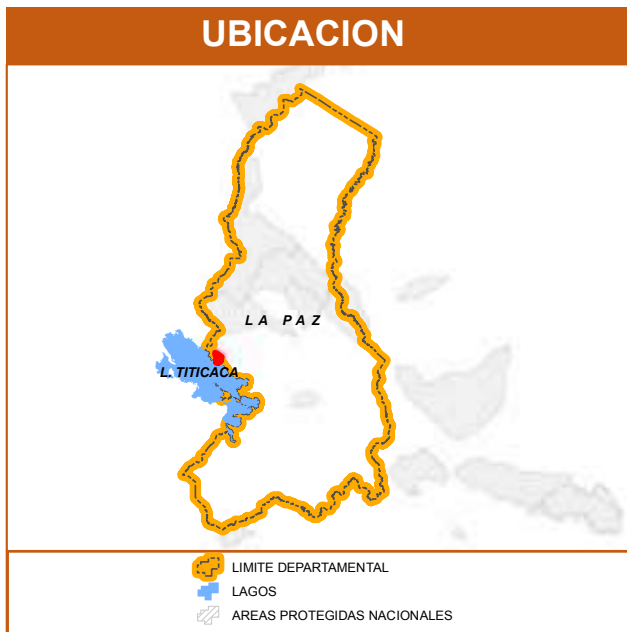 UBICACION
L A P A Z
L. TITICACA
LIMITE DEPARTAMENTAL
LAGOS
AREAS PROTEGIDAS NACIONALES